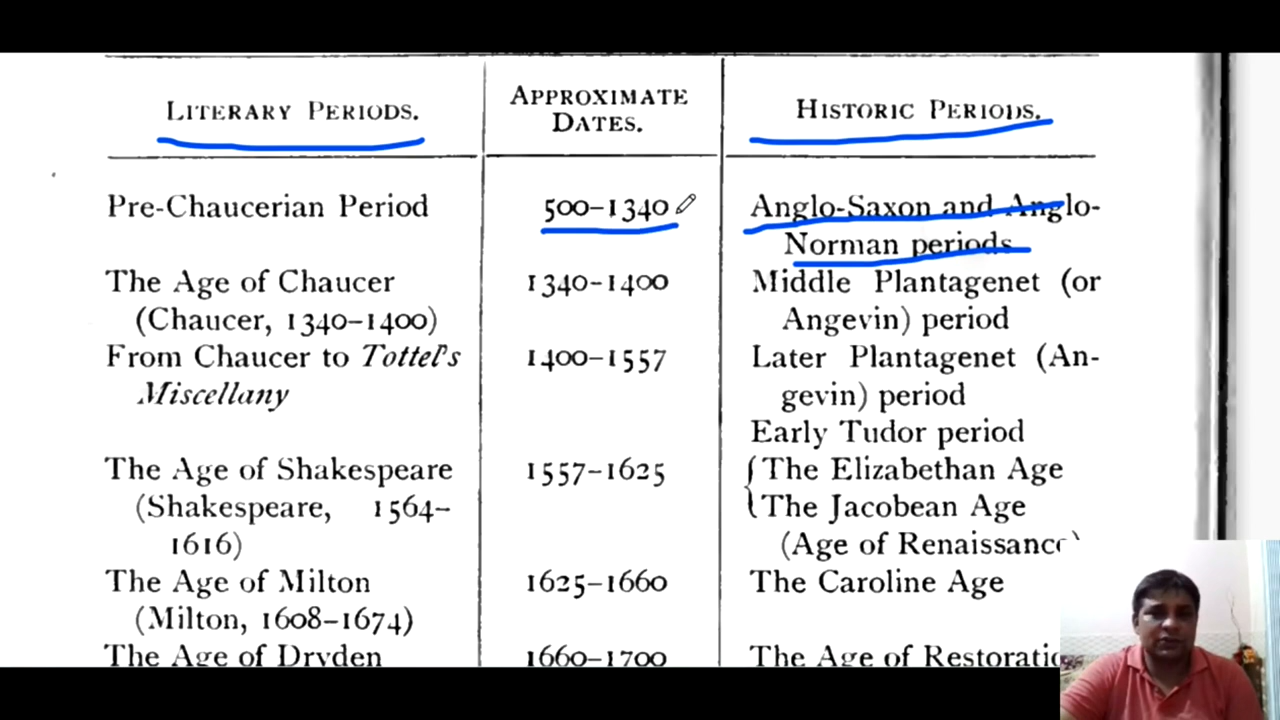 LITERARY PERIODS.
APPROXIMATE
DATES.
HISTORIC PERIODS.
Pre-Chaucerian Period
500–1340
Anglo-Saxon and Anglo-
Norman periods
The Age of Chaucer
(Chaucer, 1340–1400)
1340–1400
Middle Plantagenet (or
Angevin) period
From Chaucer to Tottel's
Miscellany
1400–1557
Later Plantagenet (An-
gevin) period
Early Tudor period
The Age of Shakespeare
(Shakespeare, 1564–
1616)
1557–1625
The Elizabethan Age
The Jacobean Age
(Age of Renaissance)
The Age of Milton
(Milton, 1608–1674)
1625–1660
The Caroline Age
The Age of Dryden
1660–1700
The Age of Restoratio